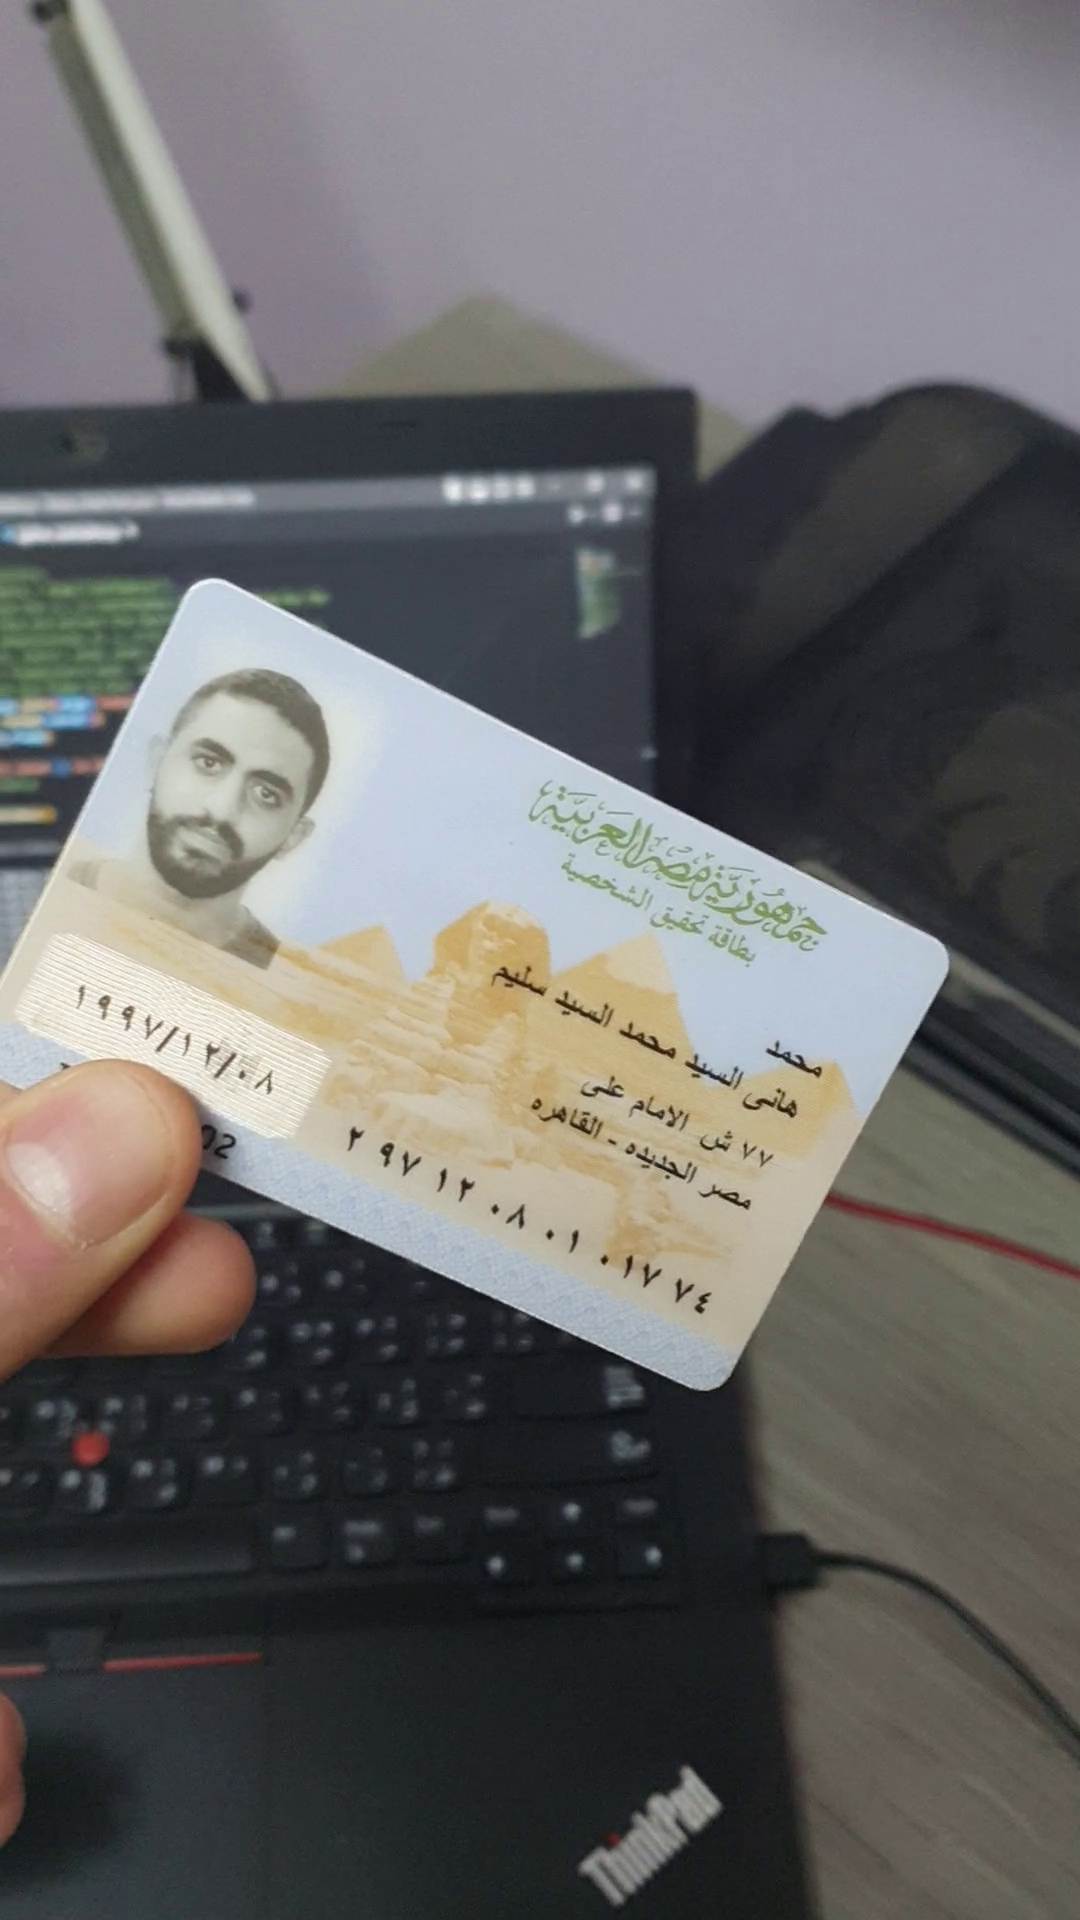 جمهورية مصر العربية
بطاقة تحقيق الشخصية
محمد
هانى السيد محمد السيد سليم
٧٧ ش الامام على
مصر الجديده - القاهره
٢ ٩٧ ١٢ ٠٨ ٠١ ٠١٧ ٧٤
١٩٩٧/١٢/٠٨
02
ThinkPad